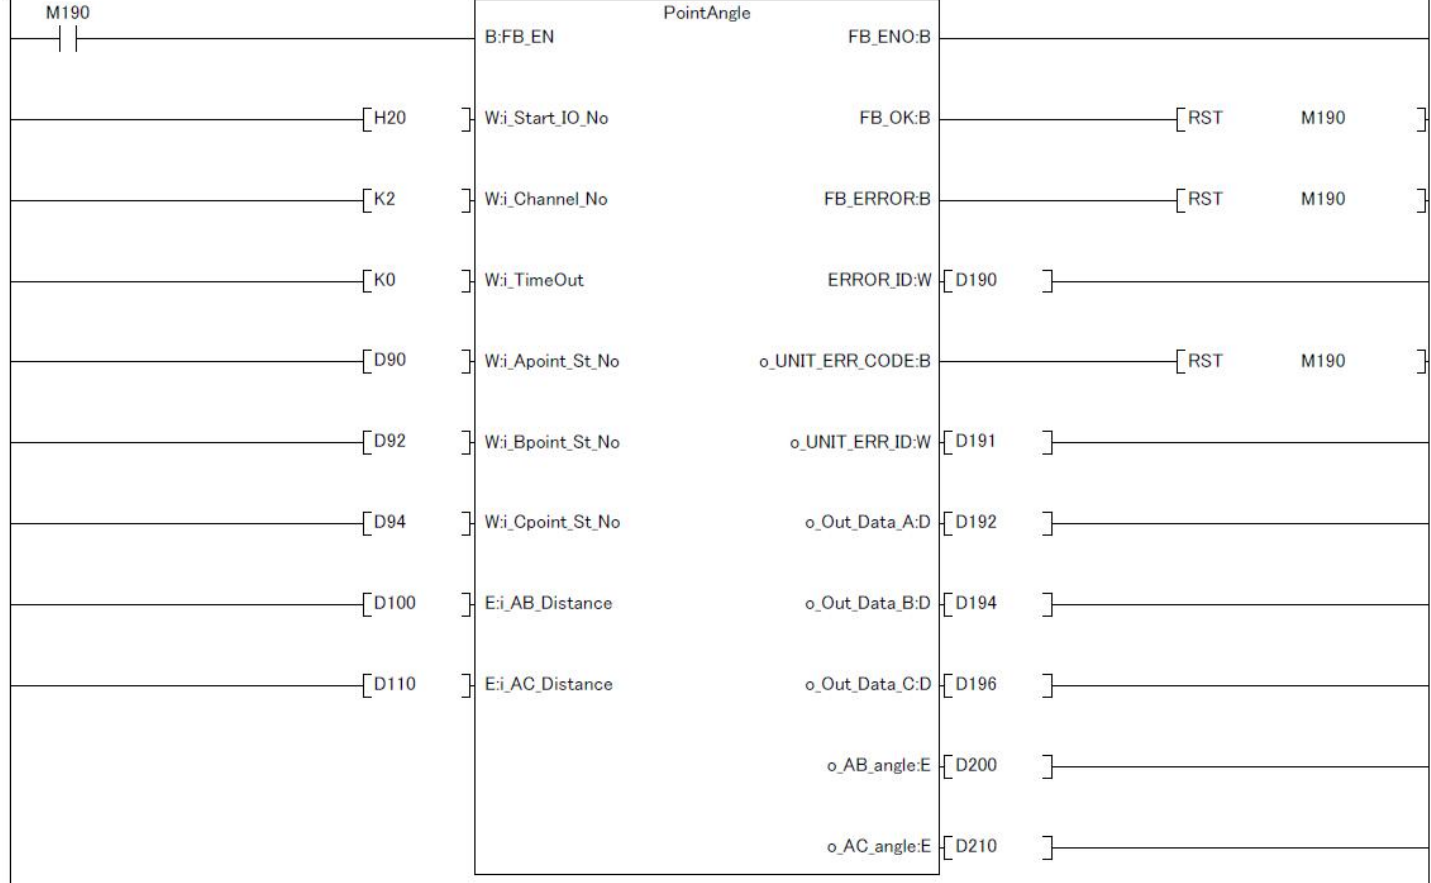 M190 PointAngle
B:FB_EN FB_ENO:B
H20 W:i_Start_IO_No FB_OK:B RST M190
K2 W:i_Channel_No FB_ERROR:B RST M190
K0 W:i_TimeOut ERROR_ID:W D190
D90 W:i_Apoint_St_No o_UNIT_ERR_CODE:B RST M190
D92 W:i_Bpoint_St_No o_UNIT_ERR_ID:W D191
D94 W:i_Cpoint_St_No o_Out_Data_A:D D192
D100 E:i_AB_Distance o_Out_Data_B:D D194
D110 E:i_AC_Distance o_Out_Data_C:D D196
o_AB_angle:E D200
o_AC_angle:E D210